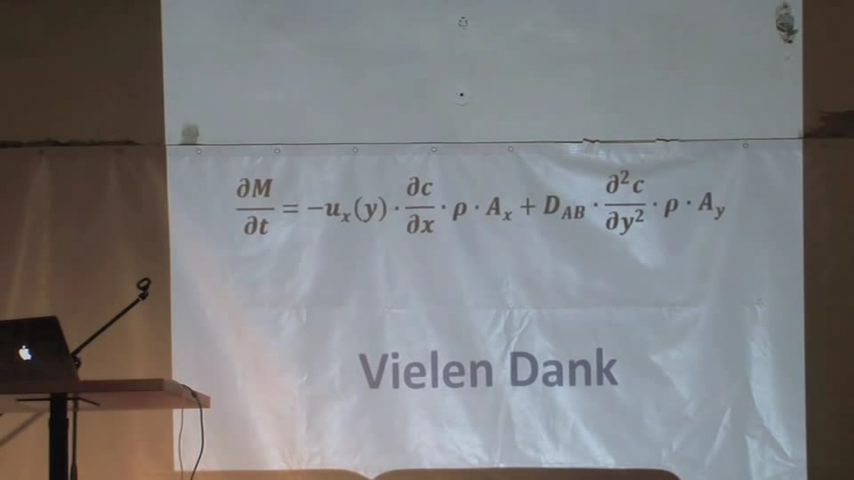 ∂M/∂t = −uₓ(y) · ∂c/∂x · ρ · Aₓ + D_AB · ∂²c/∂y² · ρ · A_y
Vielen Dank